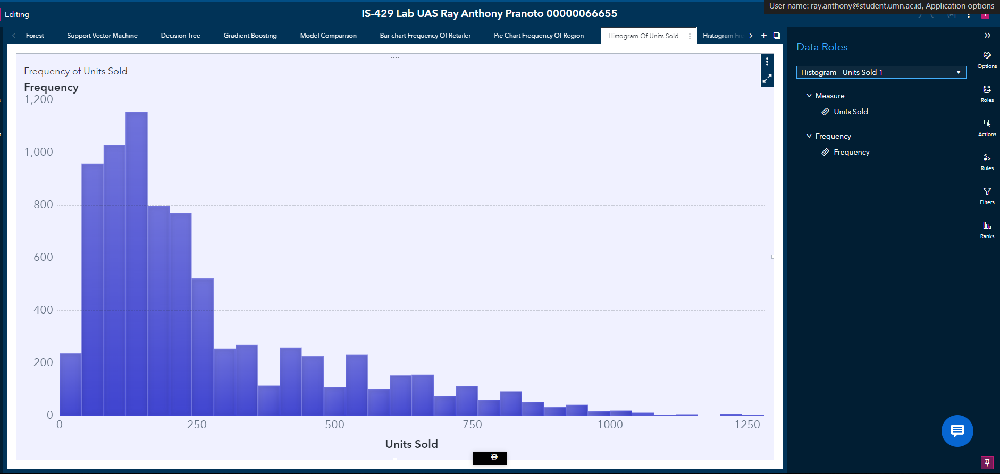 User name: ray.anthony@student.umn.ac.id, Application options
Editing
IS-429 Lab UAS Ray Anthony Pranoto 00000066655
Forest Support Vector Machine Decision Tree Gradient Boosting Model Comparison Bar chart Frequency Of Retailer Pie Chart Frequency Of Region Histogram Of Units Sold Histogram Fre
Frequency of Units Sold
Frequency
1,200
1,000
800
600
400
200
0
0 250 500 750 1000 1250
Units Sold
Data Roles
Histogram - Units Sold 1
Measure
Units Sold
Frequency
Frequency
Options
Roles
Actions
Rules
Filters
Ranks